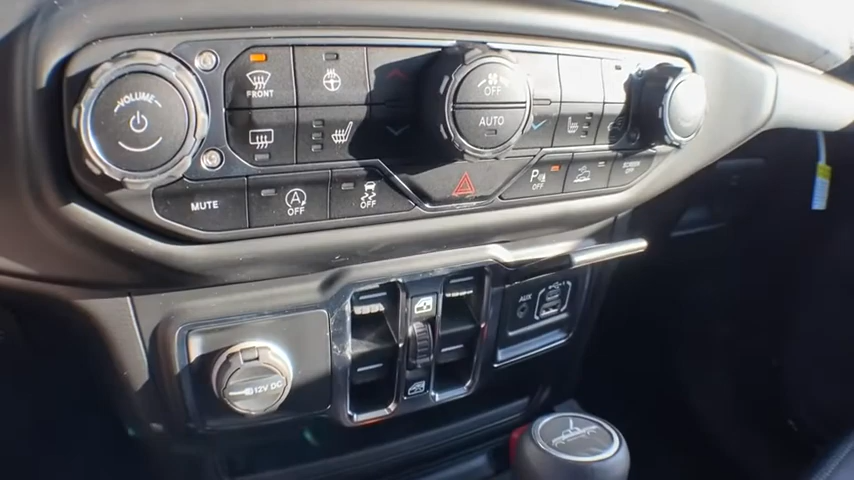 VOLUME
FRONT
OFF
AUTO
MUTE
A
OFF
OFF
P
OFF
SCREEN
OFF
12V DC
AUX